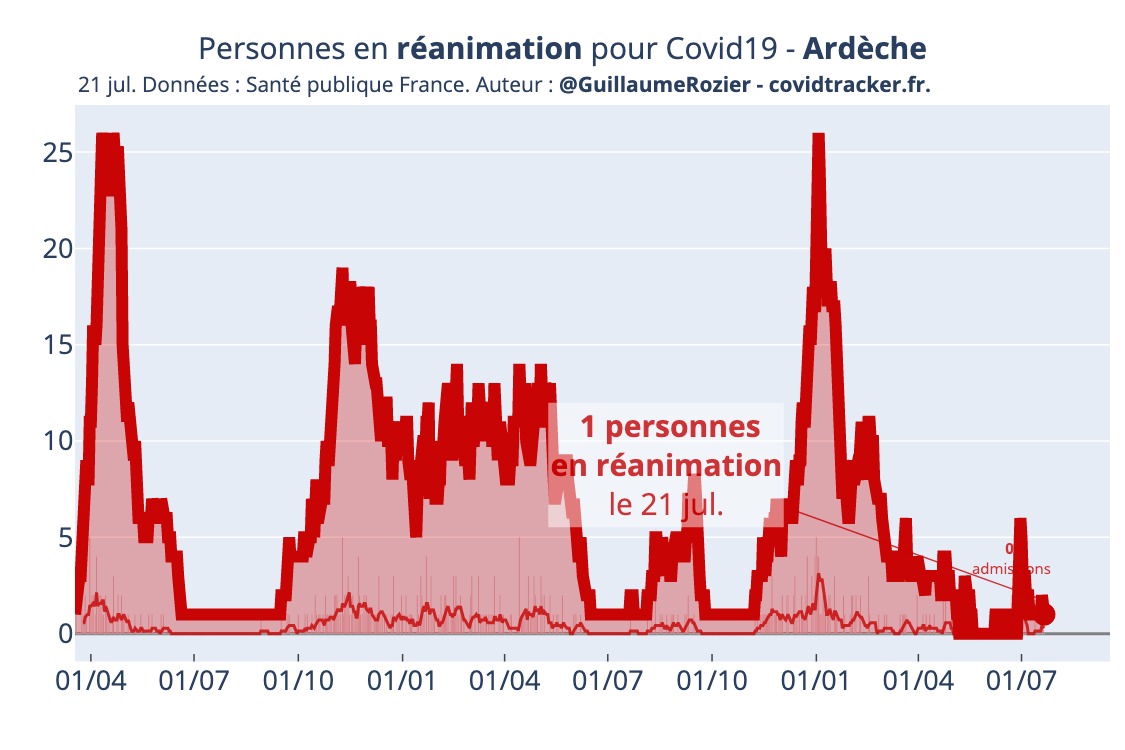 Personnes en réanimation pour Covid19 - Ardèche
21 jul. Données : Santé publique France. Auteur : @GuillaumeRozier - covidtracker.fr.
25
20
15
10
5
0
1 personnes
en réanimation
le 21 jul.
0
admissions
01/04 01/07 01/10 01/01 01/04 01/07 01/10 01/01 01/04 01/07